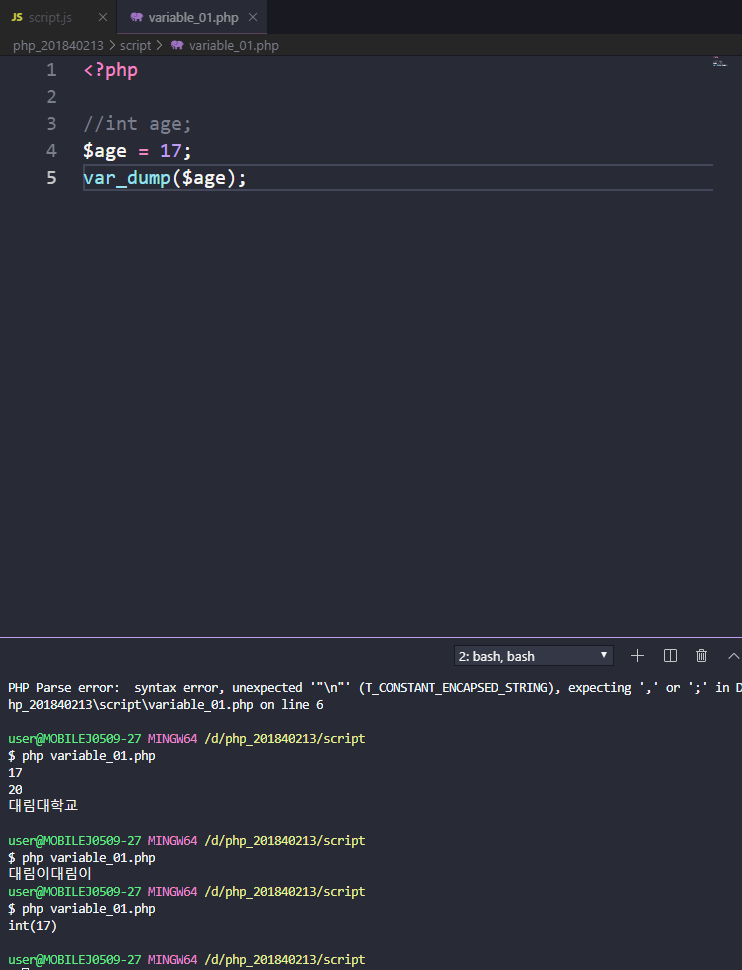 JS script.js × variable_01.php ×
php_201840213 > script > variable_01.php
1 <?php
2
3 //int age;
4 $age = 17;
5 var_dump($age);
2: bash, bash
PHP Parse error:  syntax error, unexpected '"\n"' (T_CONSTANT_ENCAPSED_STRING), expecting ',' or ';' in D
hp_201840213\script\variable_01.php on line 6
user@MOBILEJ0509-27 MINGW64 /d/php_201840213/script
$ php variable_01.php
17
20
대림대학교
user@MOBILEJ0509-27 MINGW64 /d/php_201840213/script
$ php variable_01.php
대림이대림이
user@MOBILEJ0509-27 MINGW64 /d/php_201840213/script
$ php variable_01.php
int(17)
user@MOBILEJ0509-27 MINGW64 /d/php_201840213/script